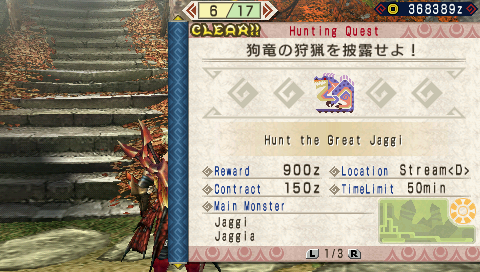 6 / 17
368389z
CLEAR!!
Hunting Quest
狗竜の狩猟を披露せよ！
Hunt the Great Jaggi
Reward 900z
Location Stream<D>
Contract 150z
TimeLimit 50min
Main Monster
Jaggi
Jaggia
L 1/3 R